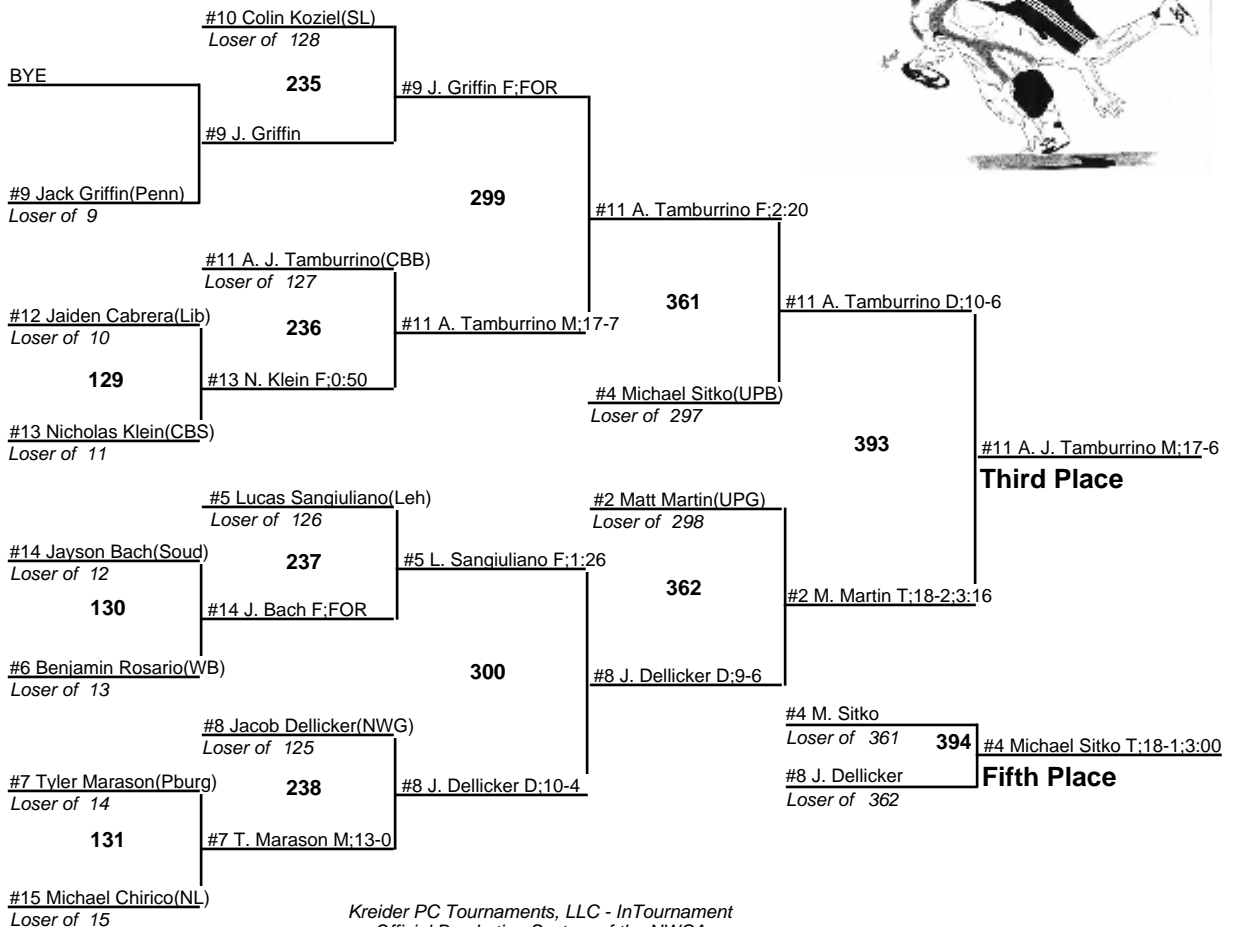 #10 Colin Koziel(SL)
Loser of 128
BYE
235
#9 J. Griffin F;FOR
#9 J. Griffin
#9 Jack Griffin(Penn)
Loser of 9
299
#11 A. Tamburrino F;2:20
#11 A. J. Tamburrino(CBB)
Loser of 127
#12 Jaiden Cabrera(Lib)
Loser of 10
236
#11 A. Tamburrino M;17-7
361
#11 A. Tamburrino D;10-6
129
#13 N. Klein F;0:50
#4 Michael Sitko(UPB)
Loser of 297
#13 Nicholas Klein(CBS)
Loser of 11
393
#11 A. J. Tamburrino M;17-6
Third Place
#5 Lucas Sangiuliano(Leh)
Loser of 126
#2 Matt Martin(UPG)
Loser of 298
#14 Jayson Bach(Soud)
Loser of 12
237
#5 L. Sangiuliano F;1:26
362
130
#14 J. Bach F;FOR
#2 M. Martin T;18-2;3:16
#6 Benjamin Rosario(WB)
Loser of 13
300
#8 J. Dellicker D;9-6
#8 Jacob Dellicker(NWG)
Loser of 125
#4 M. Sitko
Loser of 361
394
#4 Michael Sitko T;18-1;3:00
Fifth Place
#8 J. Dellicker
Loser of 362
#7 Tyler Marason(Pburg)
Loser of 14
238
#8 J. Dellicker D;10-4
131
#7 T. Marason M;13-0
#15 Michael Chirico(NL)
Loser of 15
Kreider PC Tournaments, LLC - InTournament